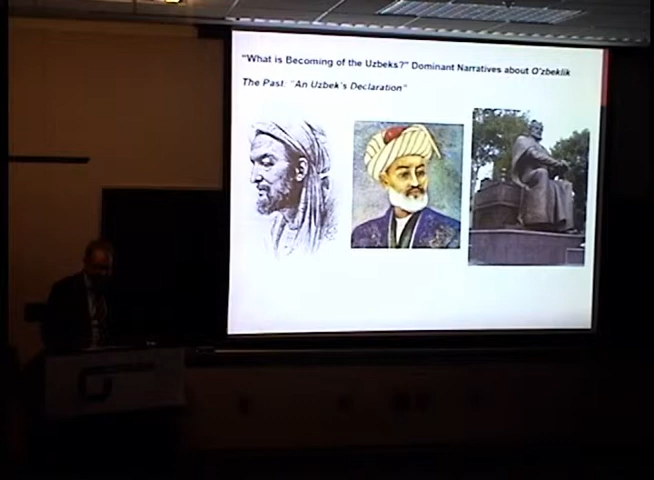 "What is Becoming of the Uzbeks?" Dominant Narratives about O'zbeklik
The Past: "An Uzbek's Declaration"